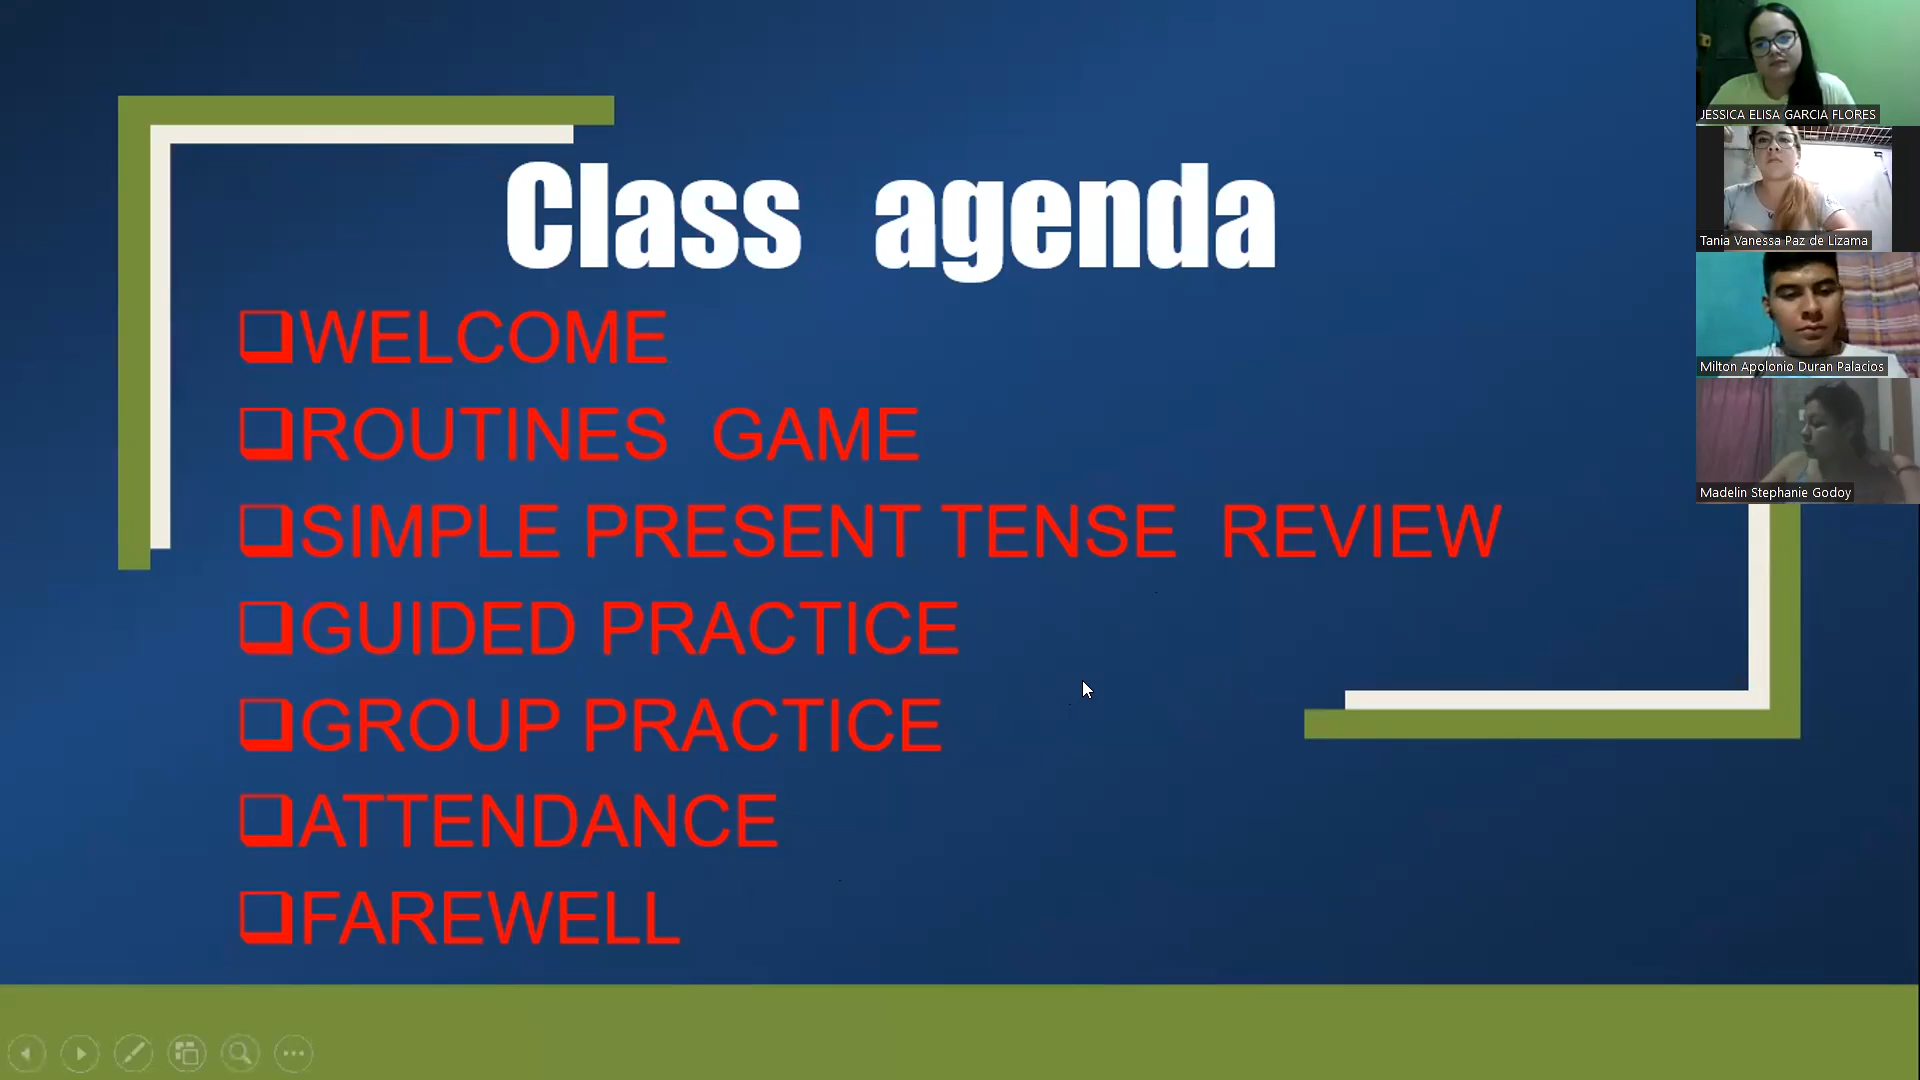 Class agenda
WELCOME
ROUTINES GAME
SIMPLE PRESENT TENSE REVIEW
GUIDED PRACTICE
GROUP PRACTICE
ATTENDANCE
FAREWELL
JESSICA ELISA GARCIA FLORES
Tania Vanessa Paz de Lizama
Milton Apolonio Duran Palacios
Madelin Stephanie Godoy